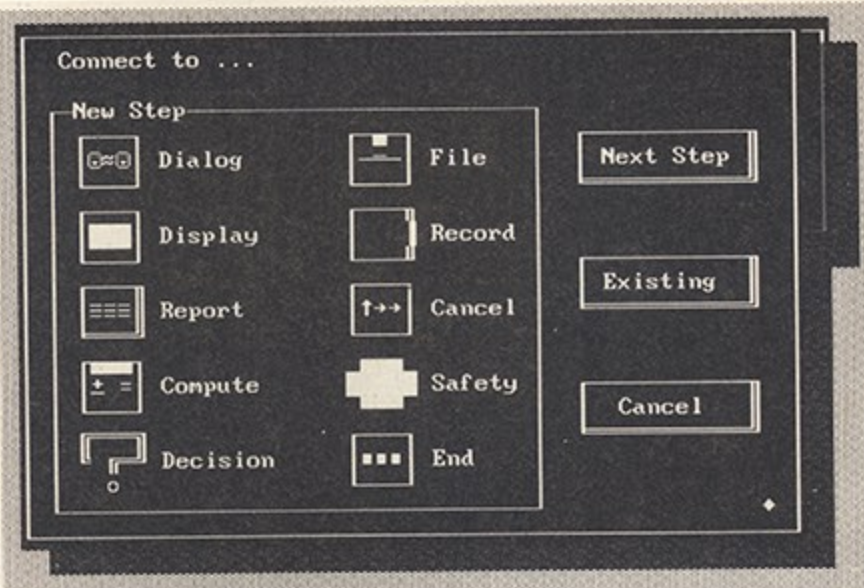 Connect to ...
New Step
Dialog
Display
Report
Compute
± =
Decision
File
Record
↑→→
Cancel
Safety
End
Next Step
Existing
Cancel